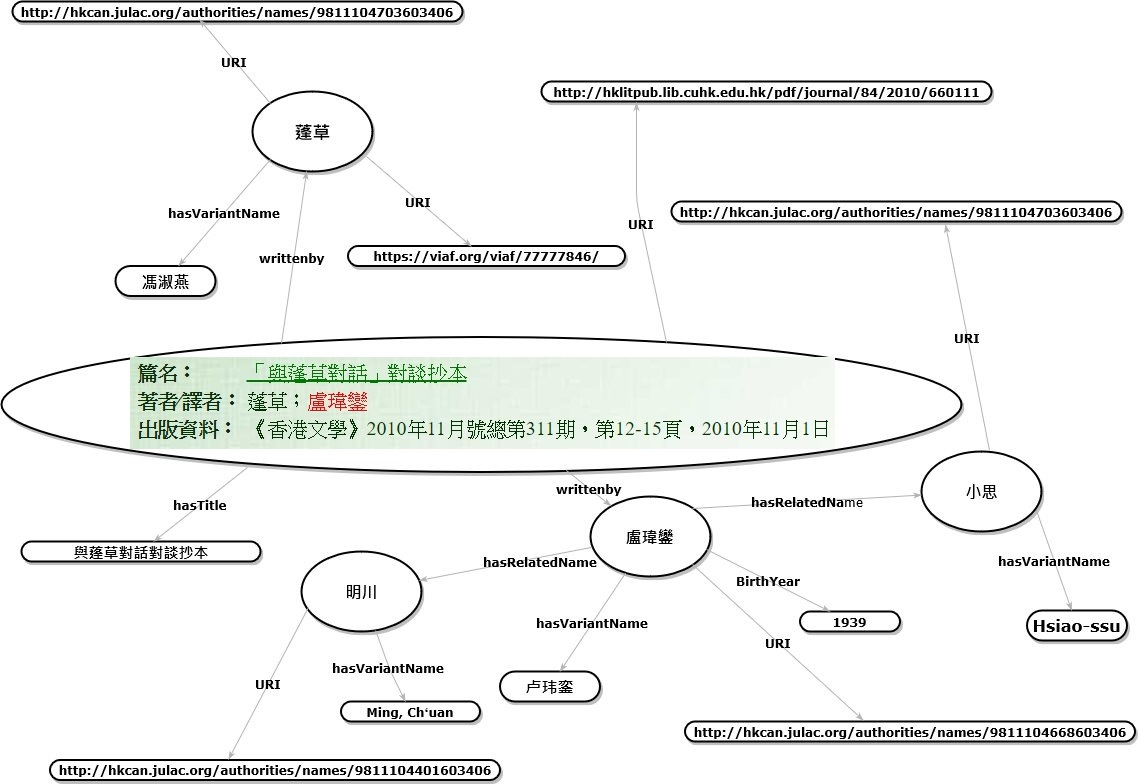 http://hkcan.julac.org/authorities/names/9811104703603406
URI
http://hklitpub.lib.cuhk.edu.hk/pdf/journal/84/2010/660111
蓬草
hasVariantName
URI
http://hkcan.julac.org/authorities/names/9811104703603406
URI
writtenby
https://viaf.org/viaf/77777846/
馮淑燕
URI
篇名： 「與蓬草對話」對談抄本
著者/譯者： 蓬草；盧瑋鑾
出版資料： 《香港文學》2010年11月號總第311期，第12-15頁，2010年11月1日
writtenby
小思
hasTitle
hasRelatedName
盧瑋鑾
與蓬草對話對談抄本
hasRelatedName
hasVariantName
BirthYear
明川
1939
hasVariantName
Hsiao-ssu
URI
hasVariantName
URI
卢玮銮
Ming, Chʻuan
http://hkcan.julac.org/authorities/names/9811104668603406
http://hkcan.julac.org/authorities/names/9811104401603406